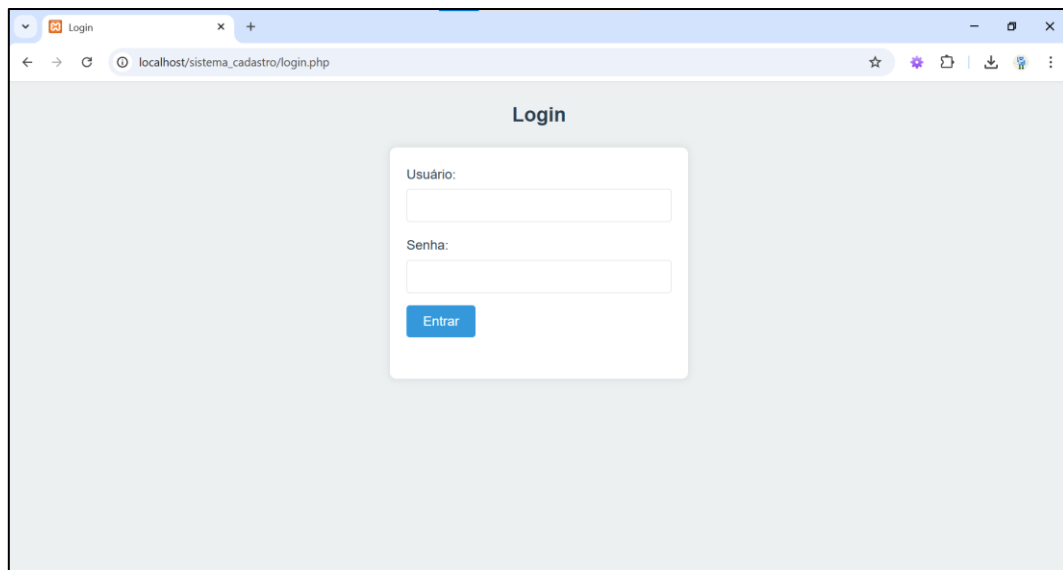 Login
localhost/sistema_cadastro/login.php
Login
Usuário:
Senha:
Entrar